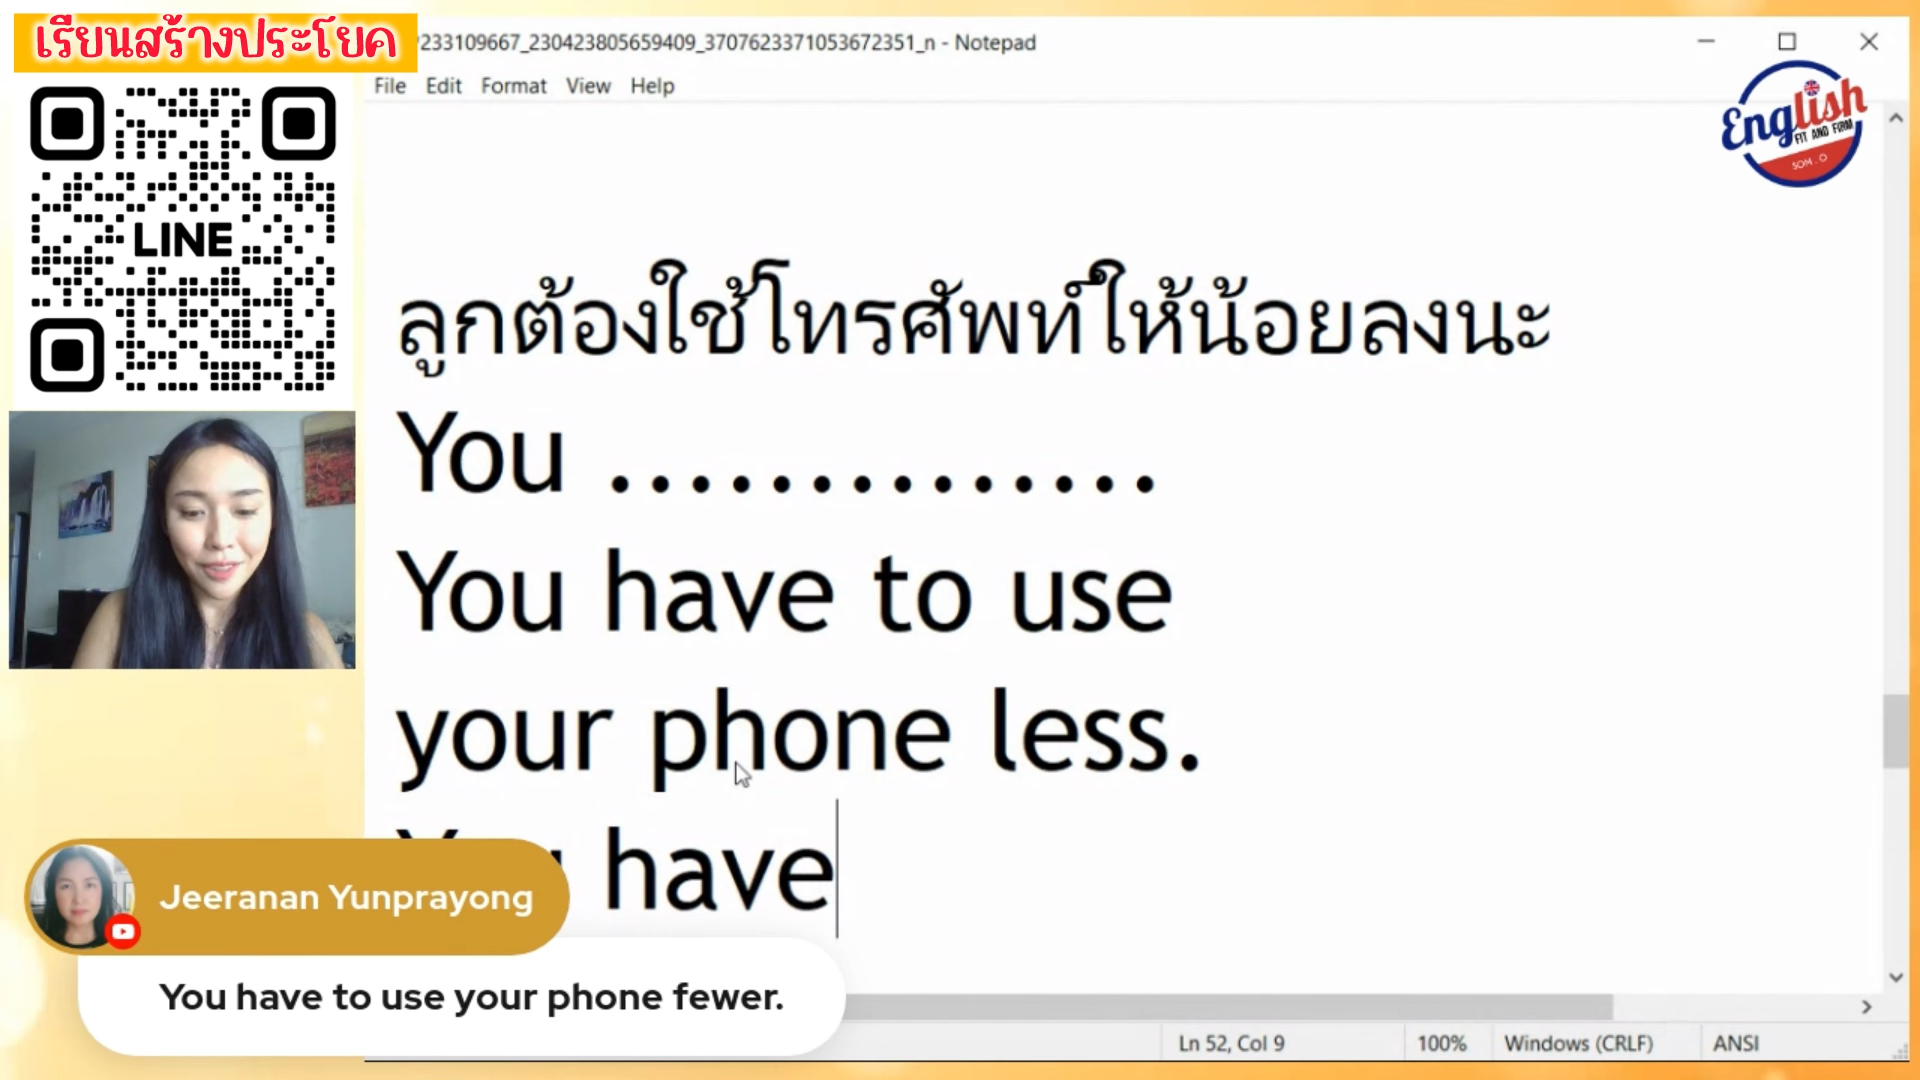 เรียนสร้างประโยค
233109667_230423805659409_3707623371053672351_n - Notepad
File Edit Format View Help
English
FIT AND FIRM
SOM . O
LINE
ลูกต้องใช้โทรศัพท์ให้น้อยลงนะ
You ..............
You have to use
your phone less.
have
Jeeranan Yunprayong
You have to use your phone fewer.
Ln 52, Col 9
100%
Windows (CRLF)
ANSI